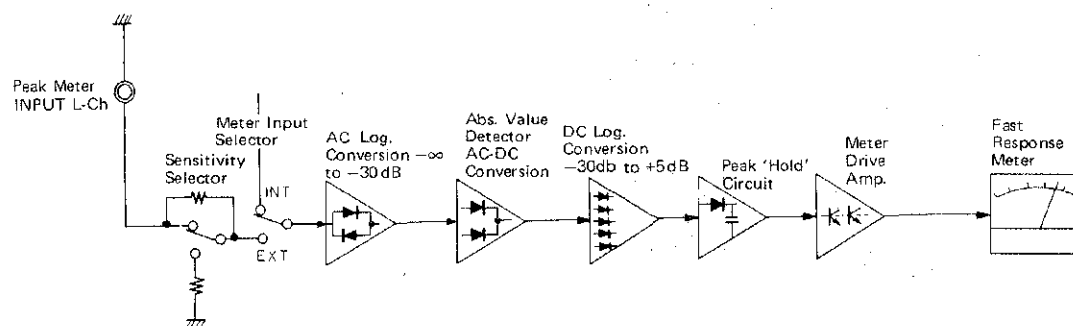 Peak Meter
INPUT L-Ch
Sensitivity
Selector
Meter Input
Selector
INT
EXT
AC Log.
Conversion −∞
to −30dB
Abs. Value
Detector
AC-DC
Conversion
DC Log.
Conversion
−30db to +5dB
Peak 'Hold'
Circuit
Meter
Drive
Amp.
Fast
Response
Meter